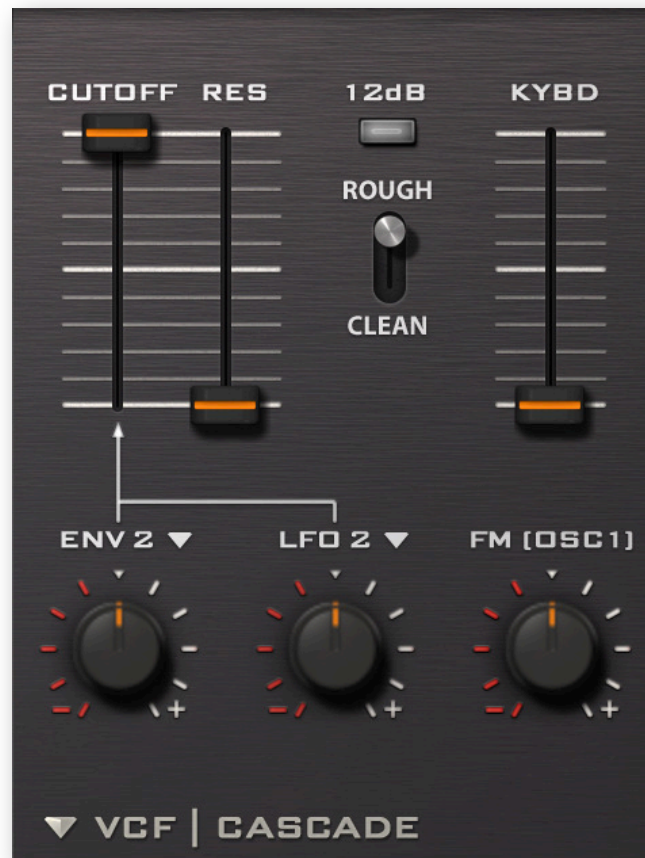 CUTOFF RES 12dB KYBD
ROUGH
CLEAN
ENV 2 LFO 2 FM (OSC1)
- + - + - +
VCF | CASCADE